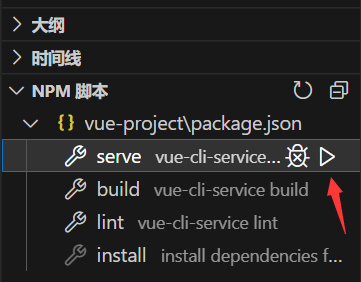 大纲
时间线
NPM 脚本
{} vue-project\package.json
serve vue-cli-service...
build vue-cli-service build
lint vue-cli-service lint
install install dependencies f...